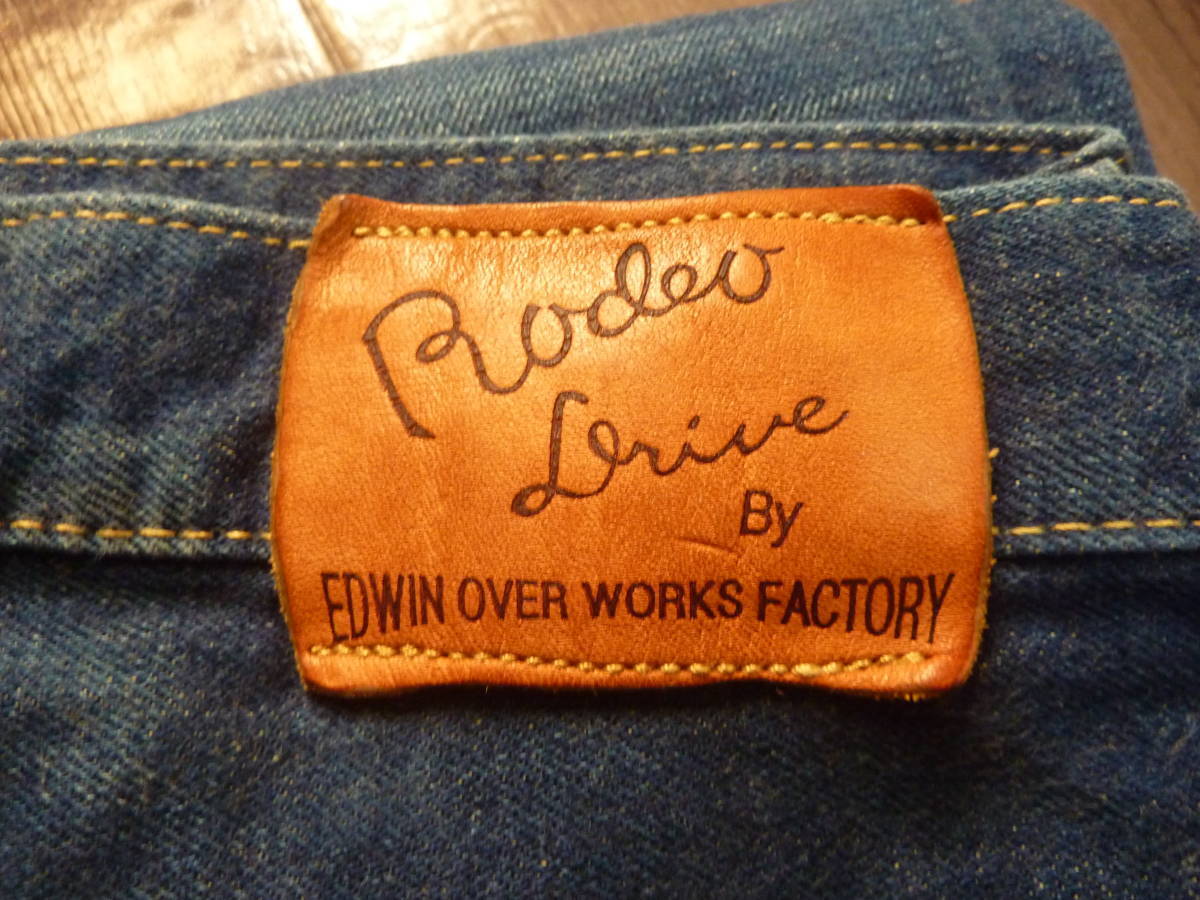 Rodeo
Drive
By
EDWIN OVER WORKS FACTORY